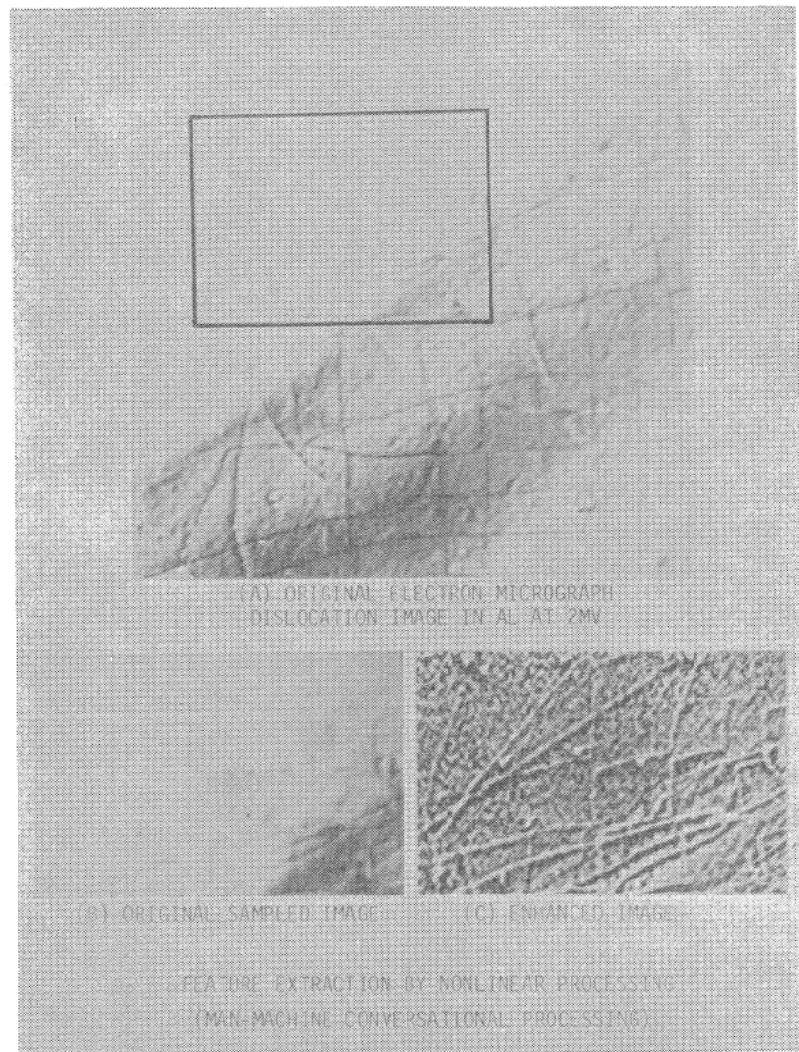 (A) ORIGINAL ELECTRON MICROGRAPH
DISLOCATION IMAGE IN AL AT 2MV
(B) ORIGINAL SAMPLED IMAGE
(C) ENHANCED IMAGE
FEATURE EXTRACTION BY NONLINEAR PROCESSING
(MAN-MACHINE CONVERSATIONAL PROCESSING)